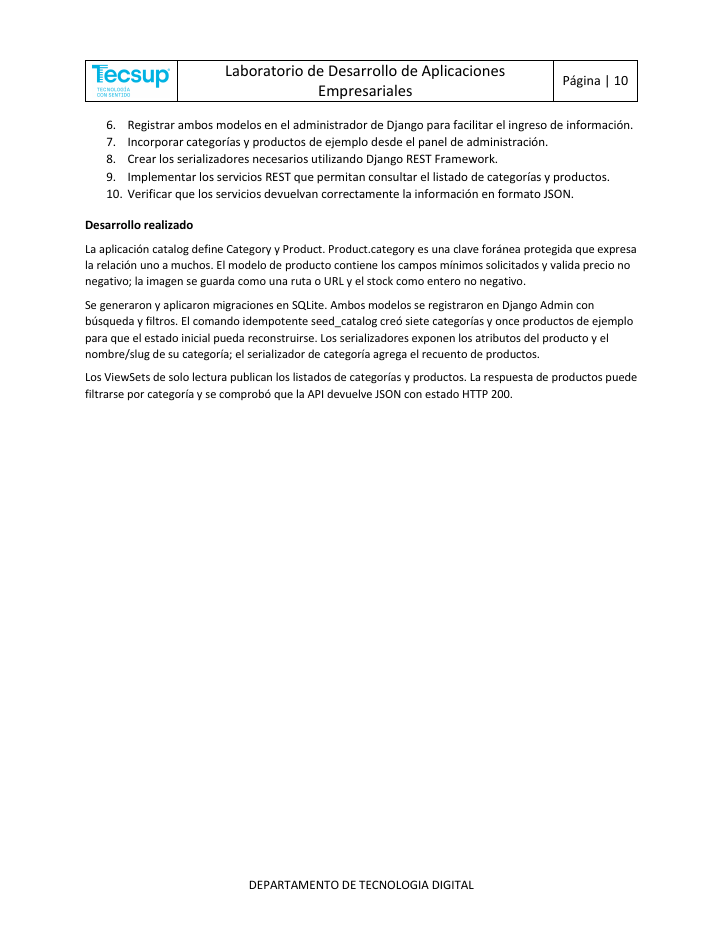 Tecsup
TECNOLOGÍA
CON SENTIDO
Laboratorio de Desarrollo de Aplicaciones
Empresariales
Página | 10
6. Registrar ambos modelos en el administrador de Django para facilitar el ingreso de información.
7. Incorporar categorías y productos de ejemplo desde el panel de administración.
8. Crear los serializadores necesarios utilizando Django REST Framework.
9. Implementar los servicios REST que permitan consultar el listado de categorías y productos.
10. Verificar que los servicios devuelvan correctamente la información en formato JSON.
Desarrollo realizado
La aplicación catalog define Category y Product. Product.category es una clave foránea protegida que expresa
la relación uno a muchos. El modelo de producto contiene los campos mínimos solicitados y valida precio no
negativo; la imagen se guarda como una ruta o URL y el stock como entero no negativo.
Se generaron y aplicaron migraciones en SQLite. Ambos modelos se registraron en Django Admin con
búsqueda y filtros. El comando idempotente seed_catalog creó siete categorías y once productos de ejemplo
para que el estado inicial pueda reconstruirse. Los serializadores exponen los atributos del producto y el
nombre/slug de su categoría; el serializador de categoría agrega el recuento de productos.
Los ViewSets de solo lectura publican los listados de categorías y productos. La respuesta de productos puede
filtrarse por categoría y se comprobó que la API devuelve JSON con estado HTTP 200.
DEPARTAMENTO DE TECNOLOGIA DIGITAL